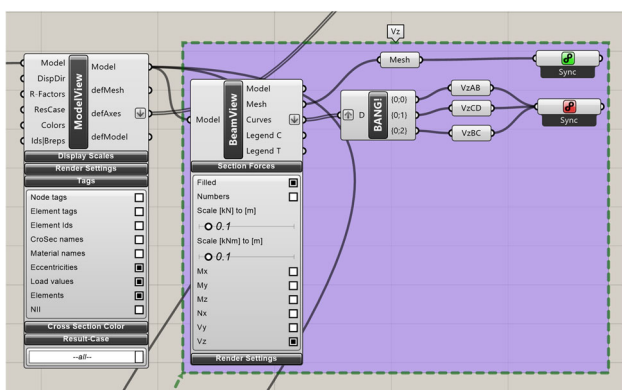 Vz
Model
DispDir
R-Factors
ResCase
Colors
Ids|Breps
ModelView
Model
defMesh
defAxes
defModel
Display Scales
Render Settings
Tags
Node tags
Element tags
Element Ids
CroSec names
Material names
Eccentricities
Load values
Elements
NII
Cross Section Color
Result-Case
--all--
Model
BeamView
Model
Mesh
Curves
Legend C
Legend T
Section Forces
Filled
Numbers
Scale [kN] to [m]
0.1
Scale [kNm] to [m]
0.1
Mx
My
Mz
Nx
Vy
Vz
Render Settings
D
BANG!
{0;0}
{0;1}
{0;2}
Mesh
VzAB
VzCD
VzBC
Sync
Sync